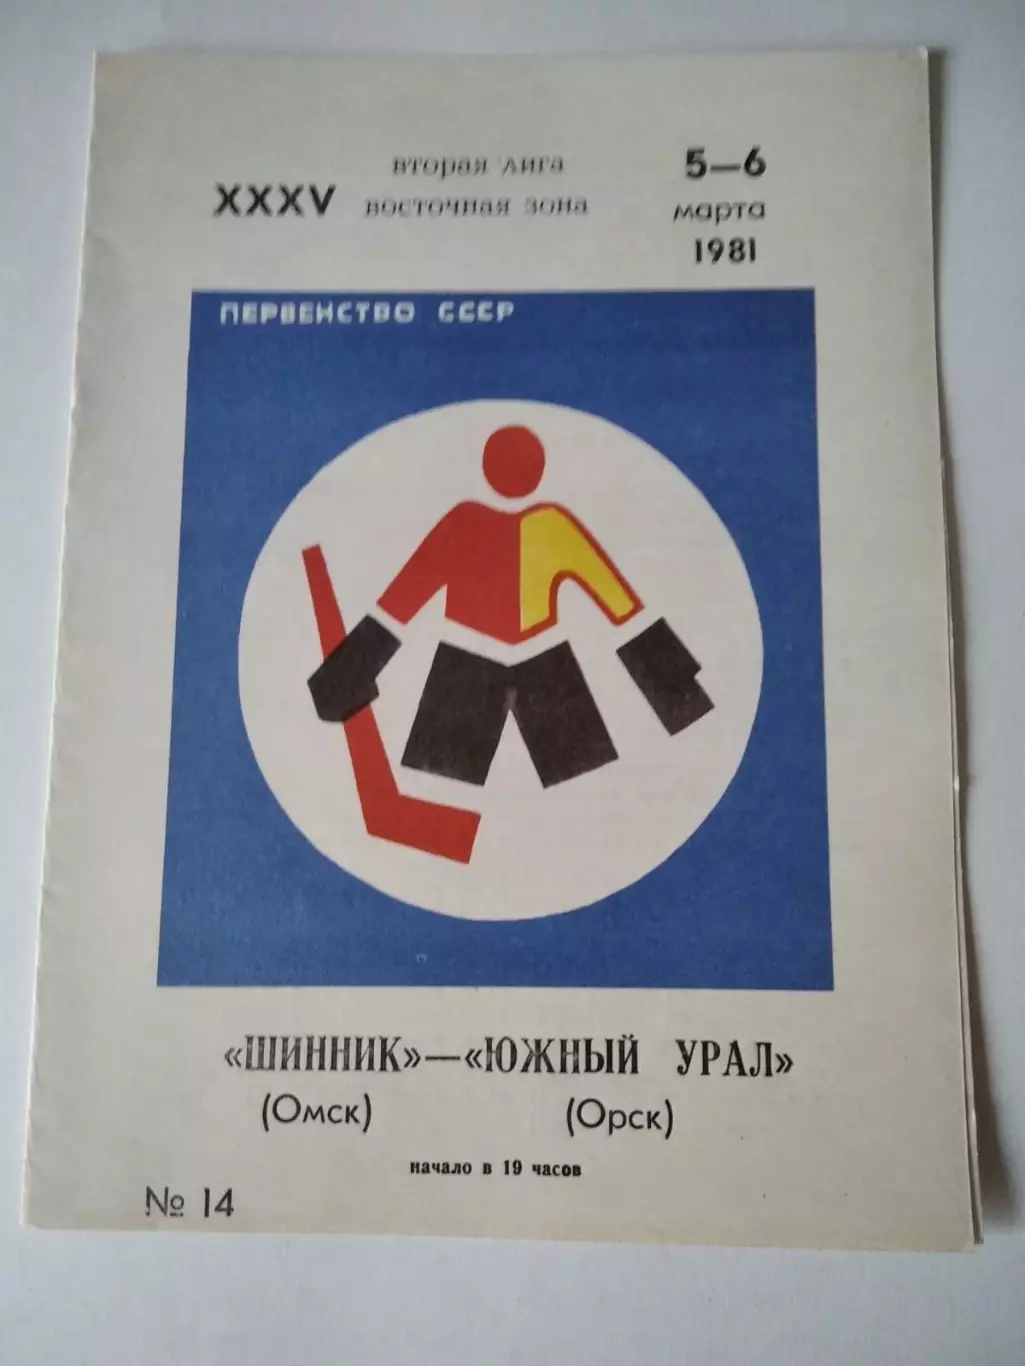 XXXV
вторая лига
восточная зона
5—6
марта
1981
ПЕРВЕНСТВО СССР
«ШИННИК»—«ЮЖНЫЙ УРАЛ»
(Омск) (Орск)
начало в 19 часов
№ 14